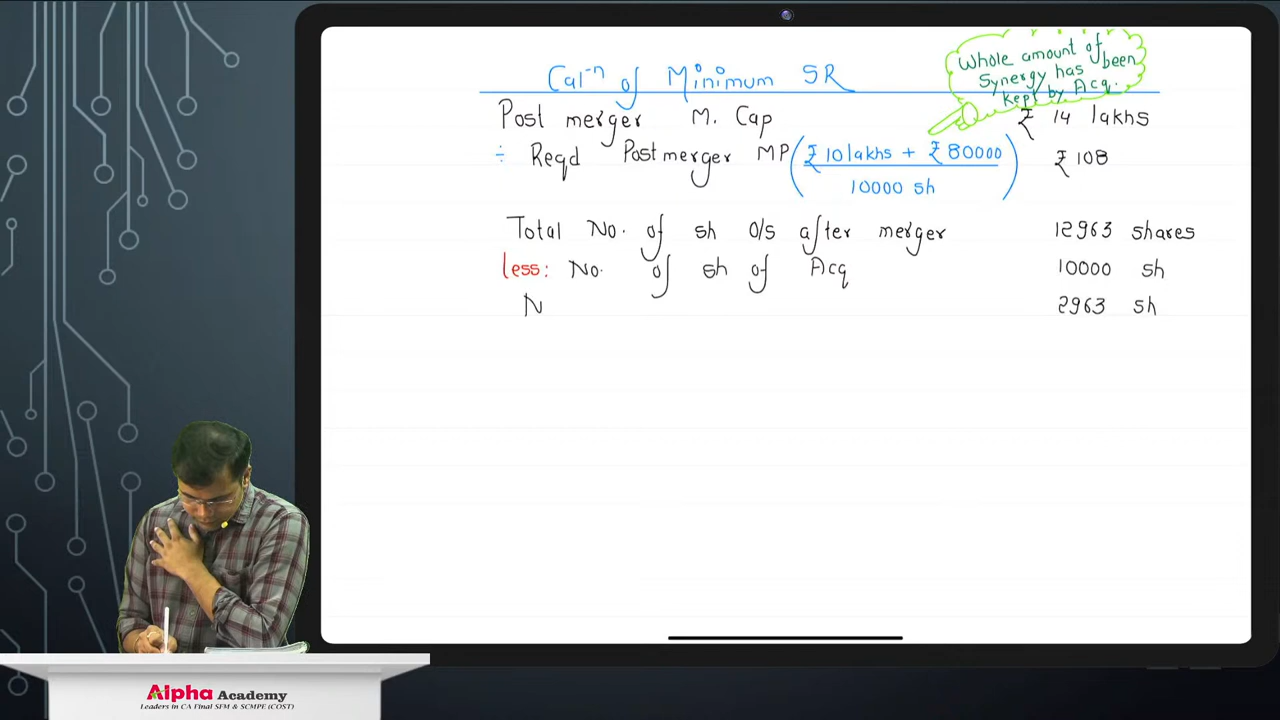 Cal⁻ⁿ of Minimum SR
Whole amount of
Synergy has been
kept by Acq.
Post merger M. Cap ₹ 14 lakhs
÷ Reqd Postmerger MP (₹10 lakhs + ₹80000 ₹108
10000 sh)
Total No. of sh O/s after merger 12963 shares
less: No. of sh of Acq 10000 sh
N 2963 sh
Alpha Academy
Leaders in CA Final SFM & SCMPE (COST)